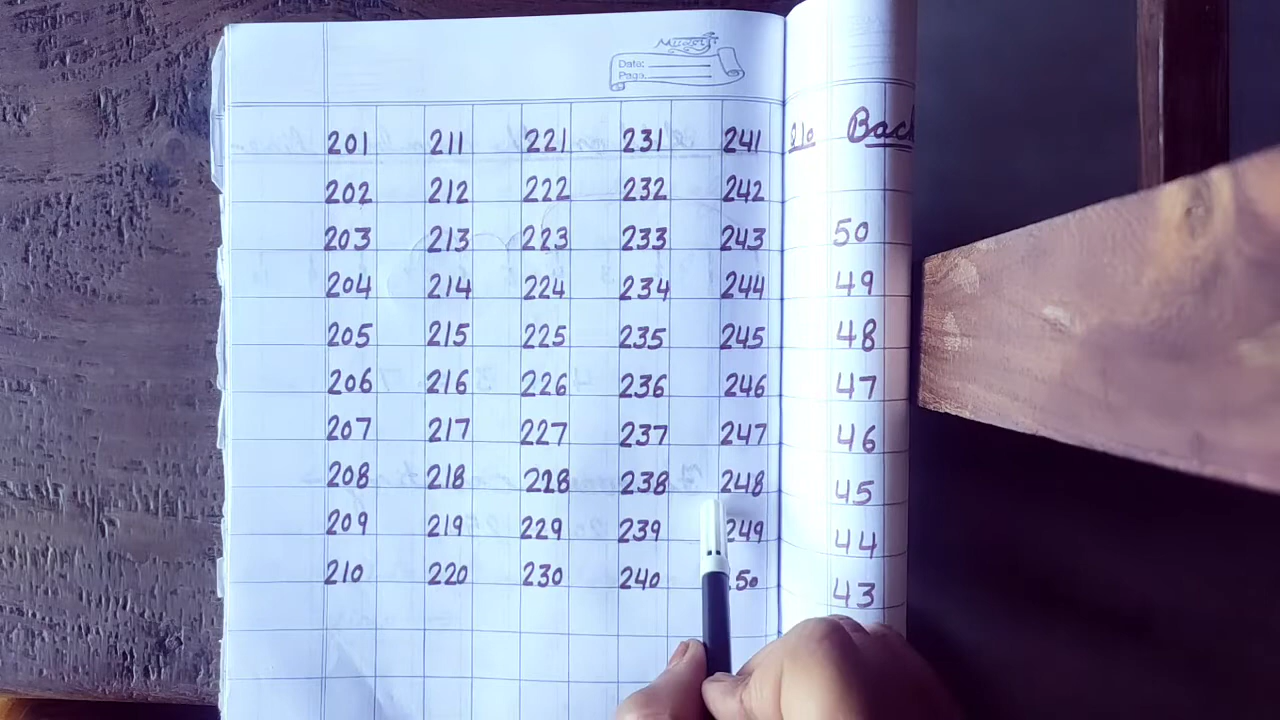 Date:
Page.
201 211 221 231 241
202 212 222 232 242
203 213 223 233 243
204 214 224 234 244
205 215 225 235 245
206 216 226 236 246
207 217 227 237 247
208 218 228 238 248
209 219 229 239 249
210 220 230 240 50
Back
50
49
48
47
46
45
44
43